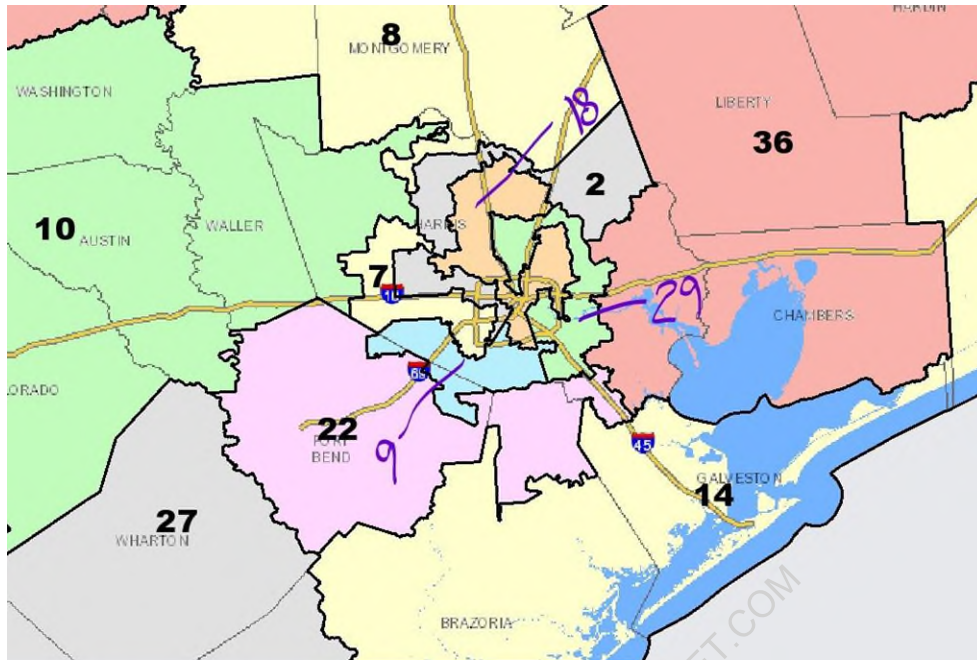 HARDIN
8
MONTGOMERY
WASHINGTON
18
LIBERTY
36
2
10
AUSTIN
WALLER
HARRIS
7
10
29
CHAMBERS
69
22
FORT
BEND
9
45
GALVESTON
14
27
WHARTON
BRAZORIA